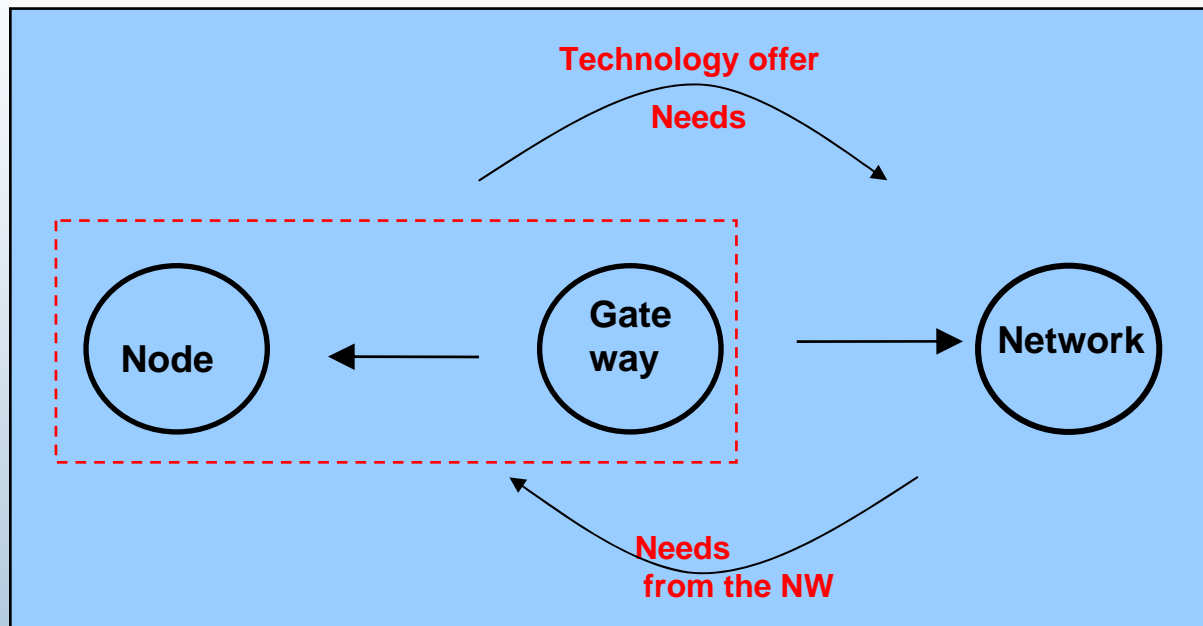 Technology offer
Needs
Node
Gate
way
Network
Needs
from the NW